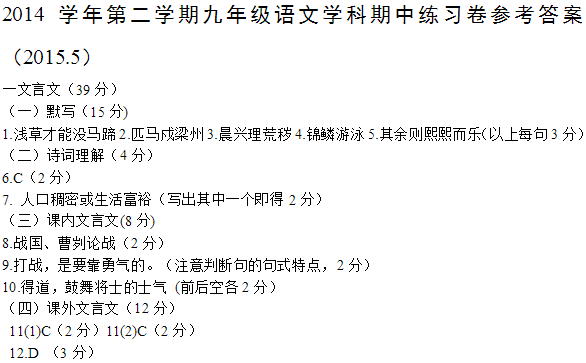 2014 学年第二学期九年级语文学科期中练习卷参考答案
（2015.5）
一文言文（39 分）
（一）默写（15 分)
1.浅草才能没马蹄 2.匹马戍梁州 3.晨兴理荒秽 4.锦鳞游泳 5.其余则熙熙而乐(以上每句 3 分）
（二）诗词理解（4 分）
6.C（2 分）
7. 人口稠密或生活富裕（写出其中一个即得 2 分）
（三）课内文言文(8 分)
8.战国、曹刿论战（2 分）
9.打战，是要靠勇气的。（注意判断句的句式特点，2 分）
10.得道，鼓舞将士的士气 (前后空各 2 分）
（四）课外文言文（12 分）
11(1)C（2 分）11(2)C（2 分）
12.D （3 分）